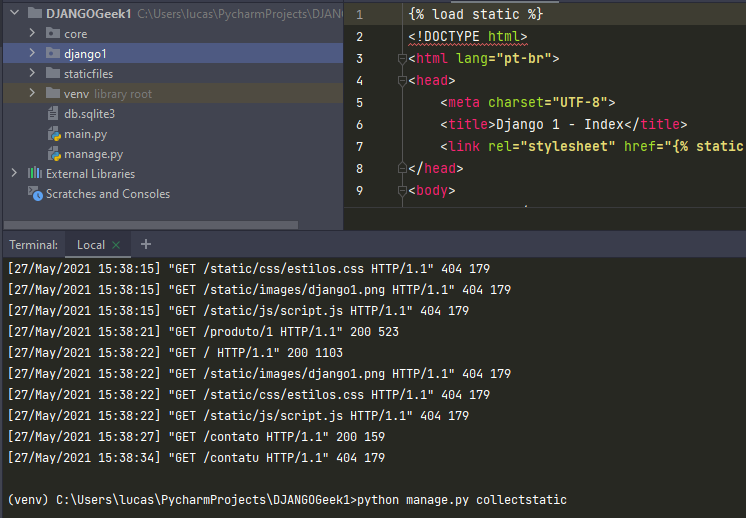 DJANGOGeek1 C:\Users\lucas\PycharmProjects\DJAN
core
django1
staticfiles
venv library root
db.sqlite3
main.py
manage.py
External Libraries
Scratches and Consoles
1 {% load static %}
2 <!DOCTYPE html>
3 <html lang="pt-br">
4 <head>
5 <meta charset="UTF-8">
6 <title>Django 1 - Index</title>
7 <link rel="stylesheet" href="{% static
8 </head>
9 <body>
Terminal: Local × +
[27/May/2021 15:38:15] "GET /static/css/estilos.css HTTP/1.1" 404 179
[27/May/2021 15:38:15] "GET /static/images/django1.png HTTP/1.1" 404 179
[27/May/2021 15:38:15] "GET /static/js/script.js HTTP/1.1" 404 179
[27/May/2021 15:38:21] "GET /produto/1 HTTP/1.1" 200 523
[27/May/2021 15:38:22] "GET / HTTP/1.1" 200 1103
[27/May/2021 15:38:22] "GET /static/images/django1.png HTTP/1.1" 404 179
[27/May/2021 15:38:22] "GET /static/css/estilos.css HTTP/1.1" 404 179
[27/May/2021 15:38:22] "GET /static/js/script.js HTTP/1.1" 404 179
[27/May/2021 15:38:27] "GET /contato HTTP/1.1" 200 159
[27/May/2021 15:38:34] "GET /contatu HTTP/1.1" 404 179
(venv) C:\Users\lucas\PycharmProjects\DJANGOGeek1>python manage.py collectstatic